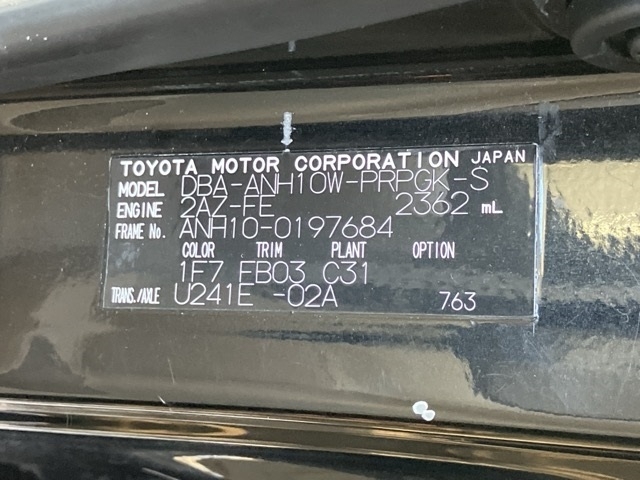 TOYOTA MOTOR CORPORATION JAPAN
MODEL DBA-ANH10W-PRPGK-S
ENGINE 2AZ-FE 2362 mL
FRAME No. ANH10-0197684
COLOR TRIM PLANT OPTION
1F7 FB03 C31
TRANS./AXLE U241E -02A 763